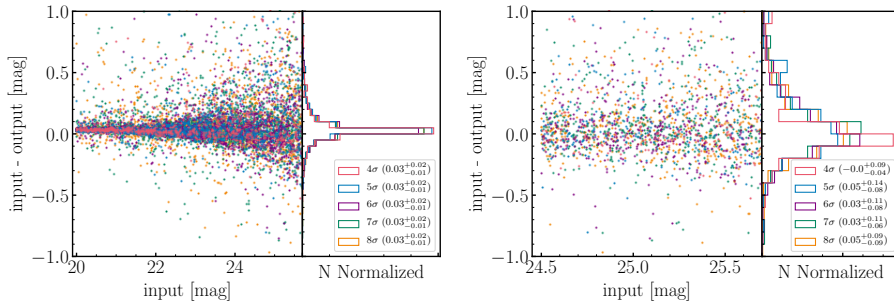 input - output [mag]
1.0
0.5
0.0
−0.5
−1.0
20
22
24
input [mag]
N Normalized
4σ (0.03 +0.02 −0.01)
5σ (0.03 +0.02 −0.01)
6σ (0.03 +0.02 −0.01)
7σ (0.03 +0.02 −0.01)
8σ (0.03 +0.02 −0.01)
input - output [mag]
1.0
0.5
0.0
−0.5
−1.0
24.5
25.0
25.5
input [mag]
N Normalized
4σ (−0.0 +0.09 −0.04)
5σ (0.05 +0.14 −0.08)
6σ (0.03 +0.11 −0.08)
7σ (0.03 +0.11 −0.06)
8σ (0.05 +0.09 −0.09)